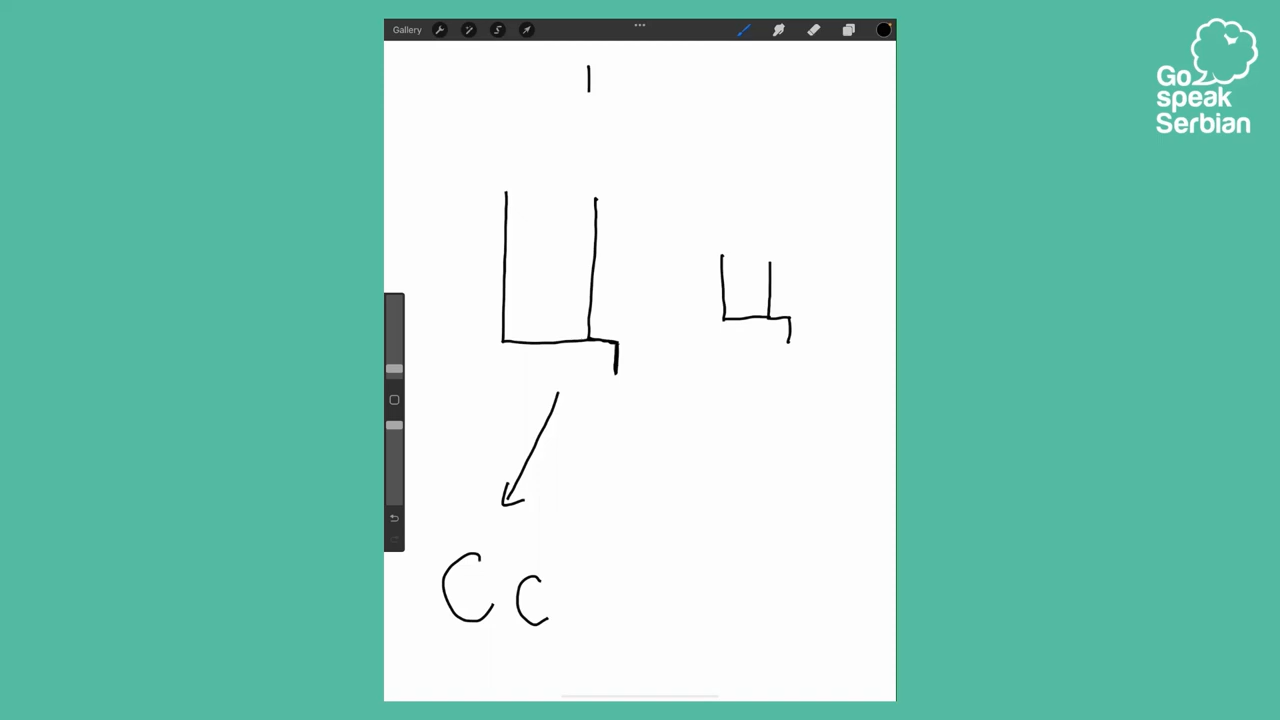 Gallery
Go
speak
Serbian
I
Ц ц
C c